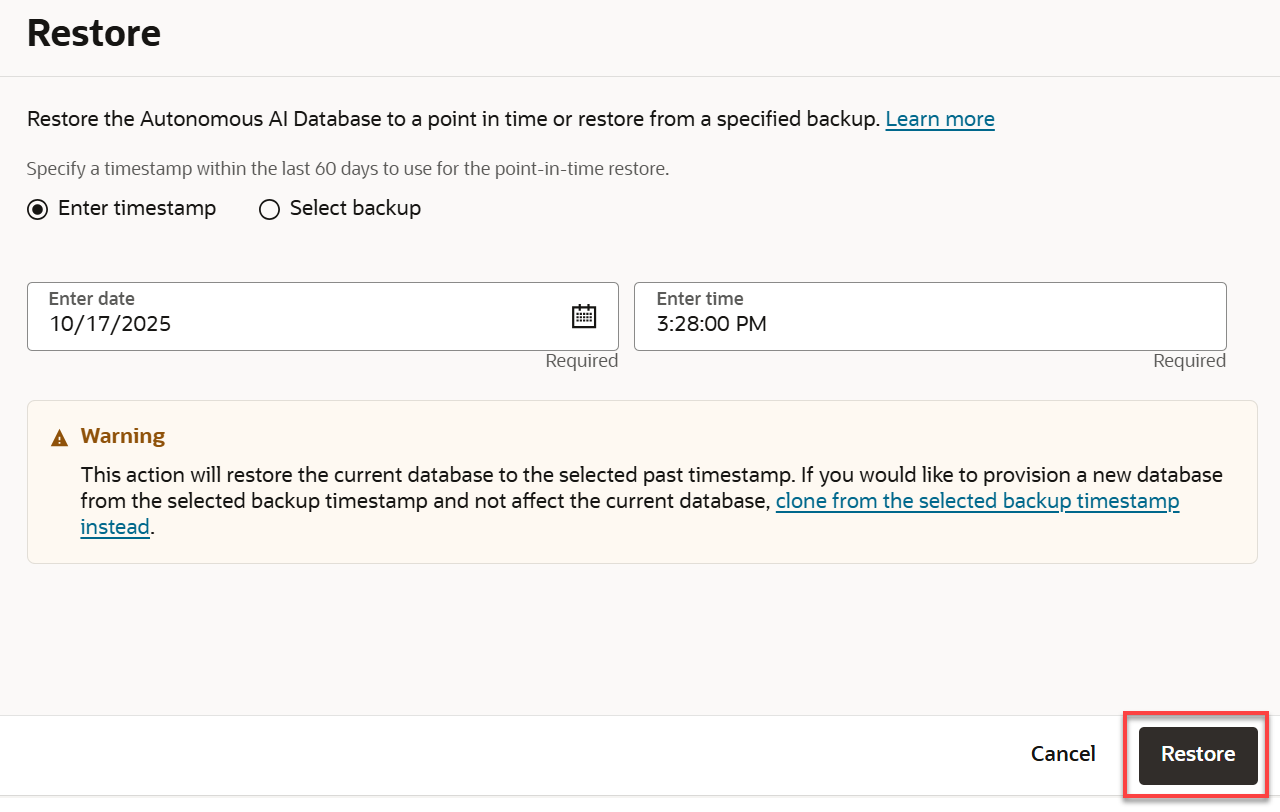 Restore
Restore the Autonomous AI Database to a point in time or restore from a specified backup. Learn more
Specify a timestamp within the last 60 days to use for the point-in-time restore.
Enter timestamp Select backup
Enter date Enter time
10/17/2025 3:28:00 PM
Required Required
Warning
This action will restore the current database to the selected past timestamp. If you would like to provision a new database
from the selected backup timestamp and not affect the current database, clone from the selected backup timestamp
instead.
Cancel Restore